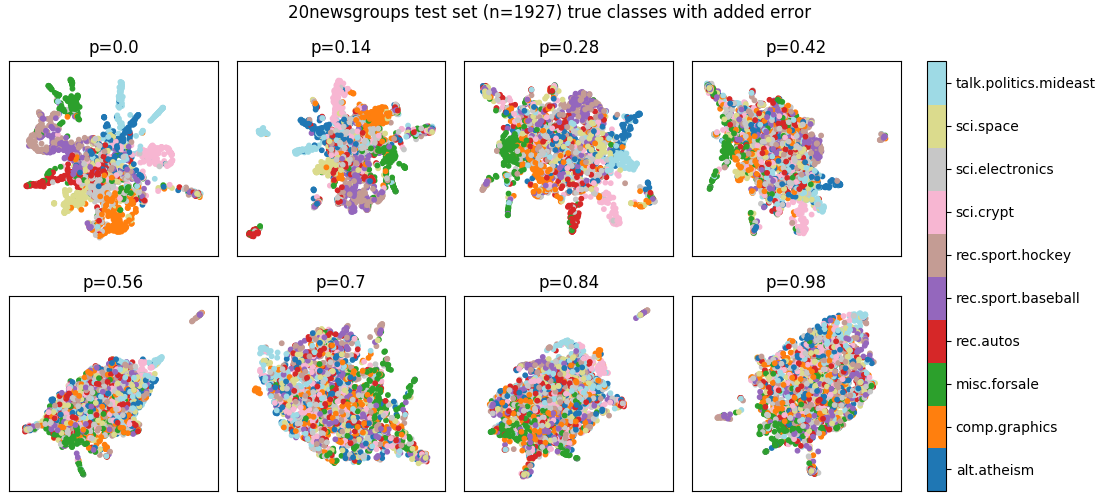 20newsgroups test set (n=1927) true classes with added error
p=0.0
p=0.14
p=0.28
p=0.42
p=0.56
p=0.7
p=0.84
p=0.98
talk.politics.mideast
sci.space
sci.electronics
sci.crypt
rec.sport.hockey
rec.sport.baseball
rec.autos
misc.forsale
comp.graphics
alt.atheism